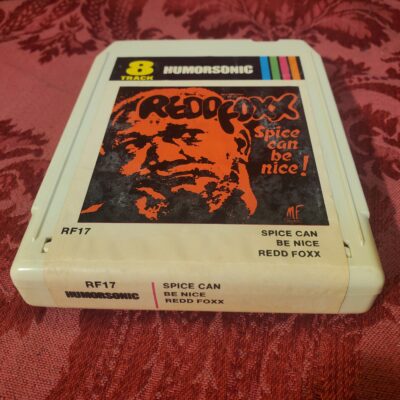 8
TRACK
HUMORSONIC
REDD FOXX
Spice
can
be
nice!
MF
RF17
SPICE CAN
BE NICE
REDD FOXX
RF17
HUMORSONIC
SPICE CAN
BE NICE
REDD FOXX